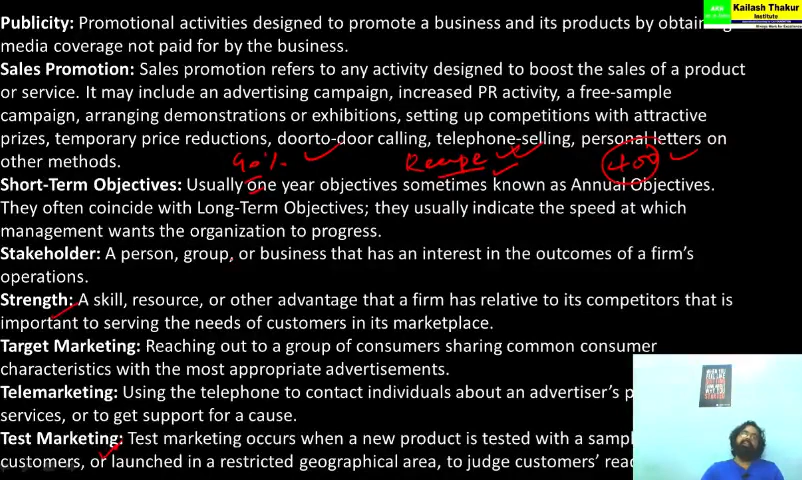 Publicity: Promotional activities designed to promote a business and its products by obtaining
media coverage not paid for by the business.
Sales Promotion: Sales promotion refers to any activity designed to boost the sales of a product
or service. It may include an advertising campaign, increased PR activity, a free-sample
campaign, arranging demonstrations or exhibitions, setting up competitions with attractive
prizes, temporary price reductions, doorto-door calling, telephone-selling, personal letters on
other methods.
90%
400
Short-Term Objectives: Usually one year objectives sometimes known as Annual Objectives.
They often coincide with Long-Term Objectives; they usually indicate the speed at which
management wants the organization to progress.
Stakeholder: A person, group, or business that has an interest in the outcomes of a firm's
operations.
Strength: A skill, resource, or other advantage that a firm has relative to its competitors that is
important to serving the needs of customers in its marketplace.
Target Marketing: Reaching out to a group of consumers sharing common consumer
characteristics with the most appropriate advertisements.
Telemarketing: Using the telephone to contact individuals about an advertiser's
services, or to get support for a cause.
Test Marketing: Test marketing occurs when a new product is tested with a
customers, or launched in a restricted geographical area, to judge customers'
Kailash Thakur
Institute